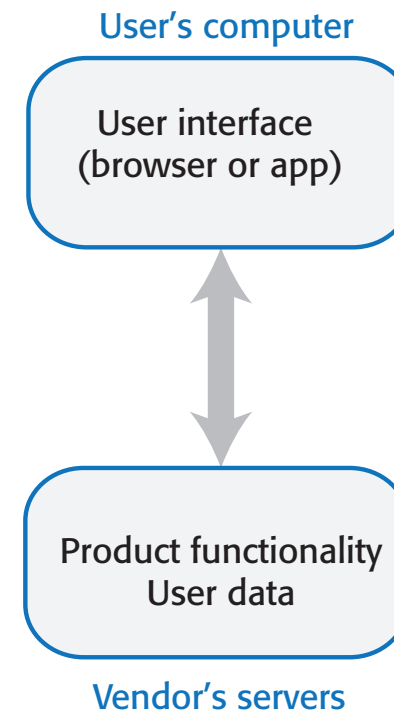 User’s computer
User interface
(browser or app)
Product functionality
User data
Vendor’s servers